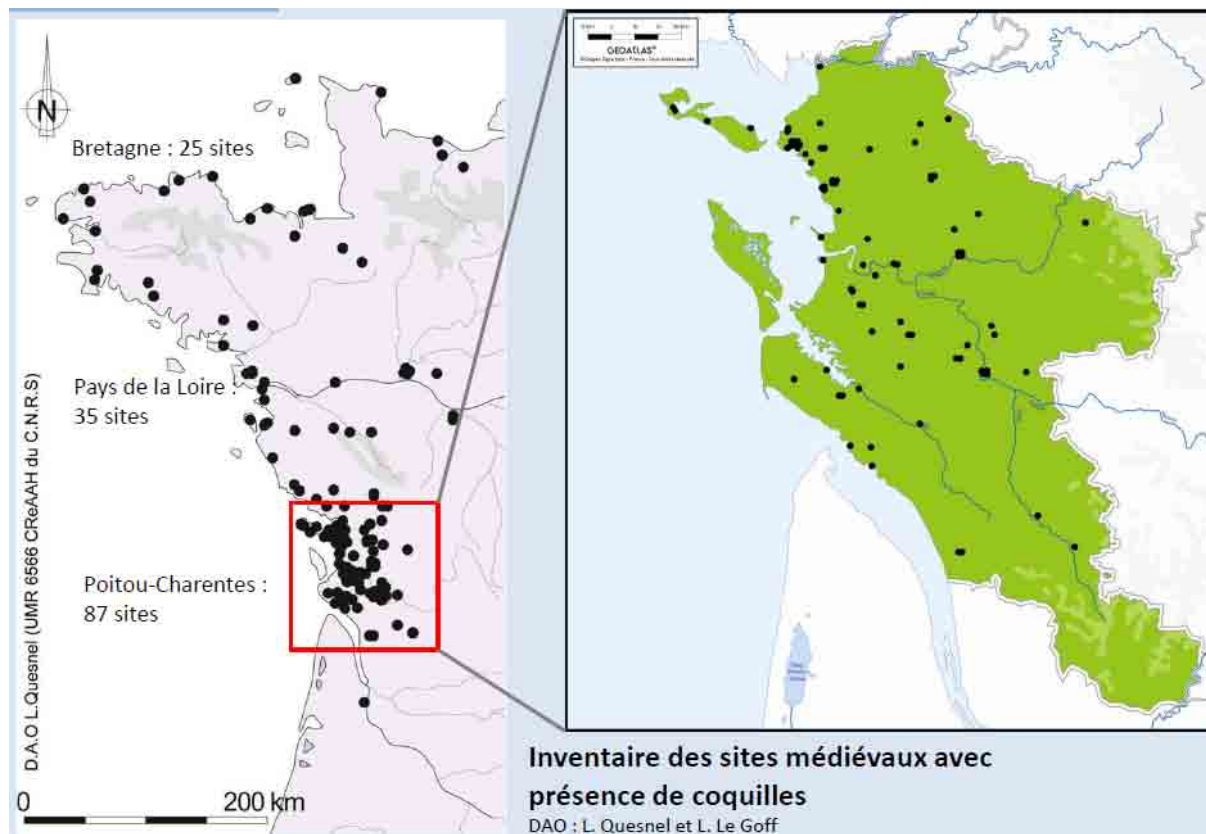 N
Bretagne : 25 sites
Pays de la Loire :
35 sites
Poitou-Charentes :
87 sites
D.A.O L.Quesnel (UMR 6566 CReAAH du C.N.R.S)
0 200 km
GEOATLAS®
Inventaire des sites médiévaux avec
présence de coquilles
DAO : L. Quesnel et L. Le Goff